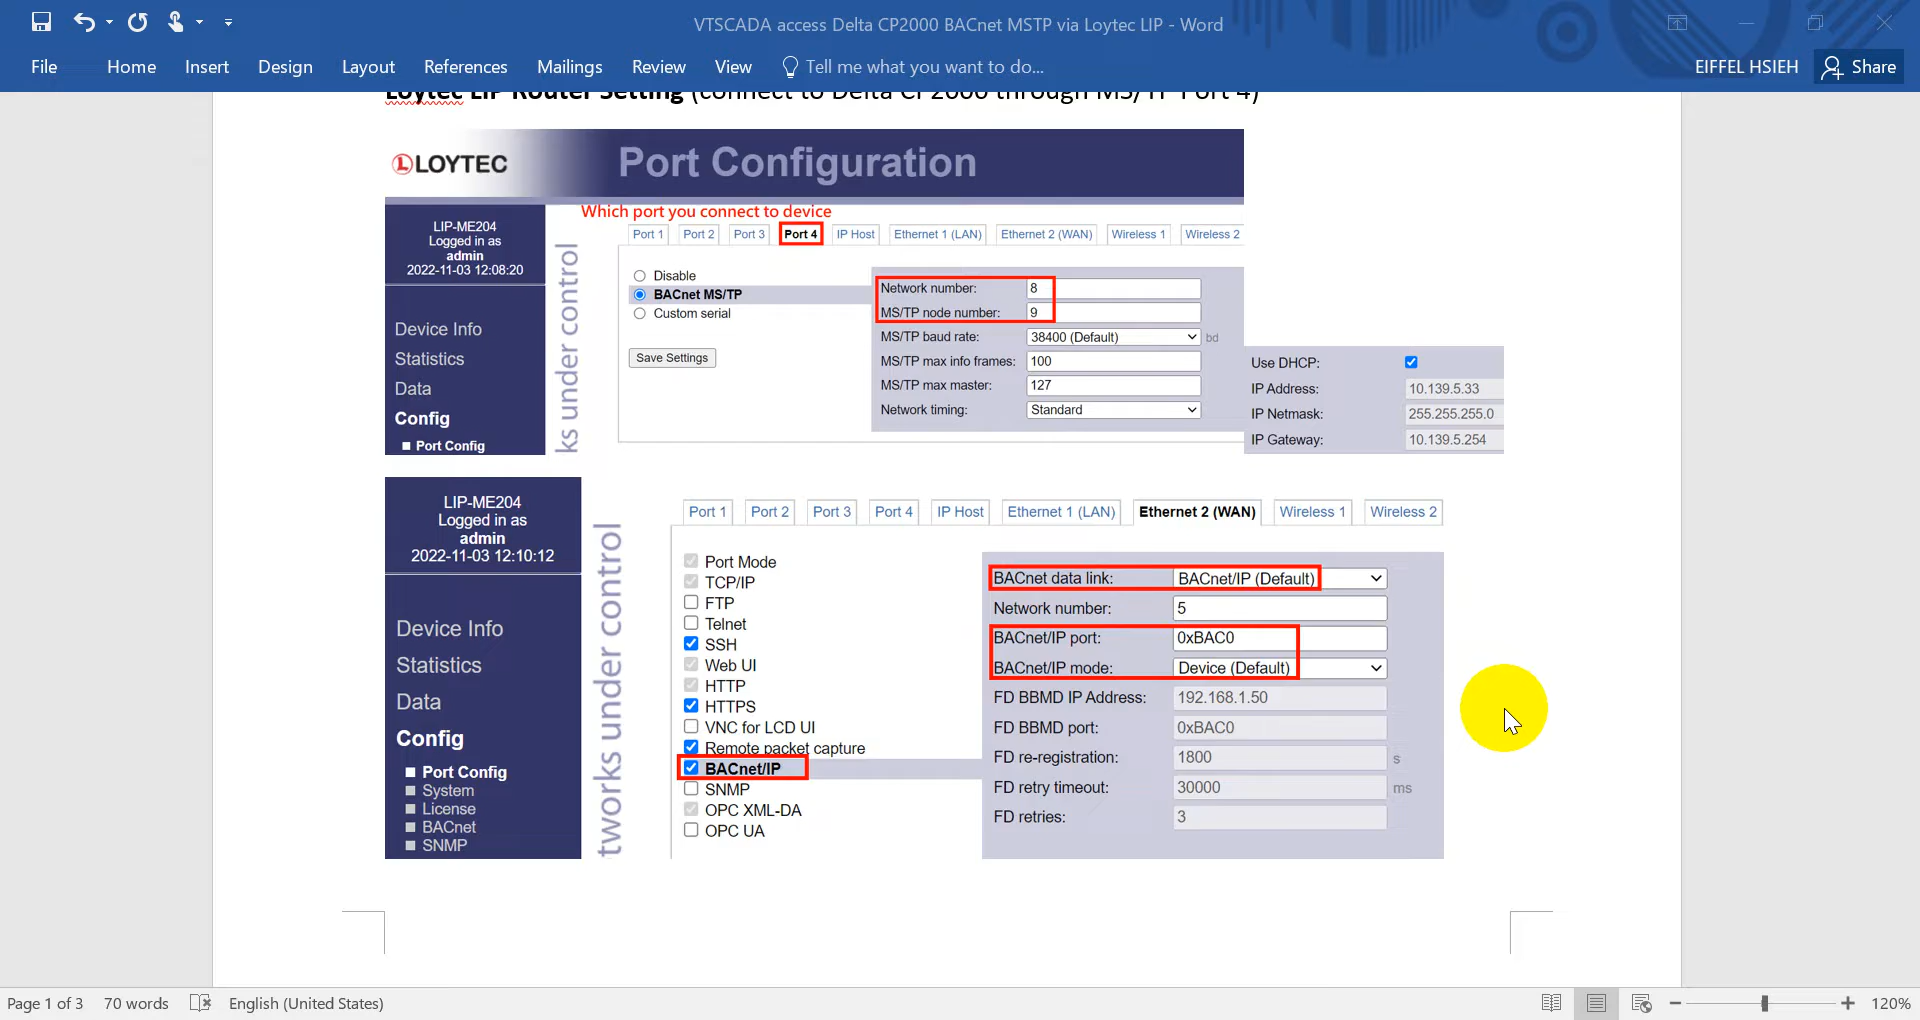 VTSCADA access Delta CP2000 BACnet MSTP via Loytec LIP - Word
File Home Insert Design Layout References Mailings Review View Tell me what you want to do... EIFFEL HSIEH Share
Loytec LIP Router Setting (connect to Delta CP2000 through MS/TP Port 4)
LOYTEC Port Configuration
Which port you connect to device
LIP-ME204
Logged in as
admin
2022-11-03 12:08:20
Device Info
Statistics
Data
Config
Port Config
ks under control
Port 1 Port 2 Port 3 Port 4 IP Host Ethernet 1 (LAN) Ethernet 2 (WAN) Wireless 1 Wireless 2
Disable
BACnet MS/TP
Custom serial
Save Settings
Network number: 8
MS/TP node number: 9
MS/TP baud rate: 38400 (Default) bd
MS/TP max info frames: 100
MS/TP max master: 127
Network timing: Standard
Use DHCP:
IP Address: 10.139.5.33
IP Netmask: 255.255.255.0
IP Gateway: 10.139.5.254
LIP-ME204
Logged in as
admin
2022-11-03 12:10:12
Device Info
Statistics
Data
Config
Port Config
System
License
BACnet
SNMP
tworks under control
Port 1 Port 2 Port 3 Port 4 IP Host Ethernet 1 (LAN) Ethernet 2 (WAN) Wireless 1 Wireless 2
Port Mode
TCP/IP
FTP
Telnet
SSH
Web UI
HTTP
HTTPS
VNC for LCD UI
Remote packet capture
BACnet/IP
SNMP
OPC XML-DA
OPC UA
BACnet data link: BACnet/IP (Default)
Network number: 5
BACnet/IP port: 0xBAC0
BACnet/IP mode: Device (Default)
FD BBMD IP Address: 192.168.1.50
FD BBMD port: 0xBAC0
FD re-registration: 1800 s
FD retry timeout: 30000 ms
FD retries: 3
Page 1 of 3 70 words English (United States) 120%